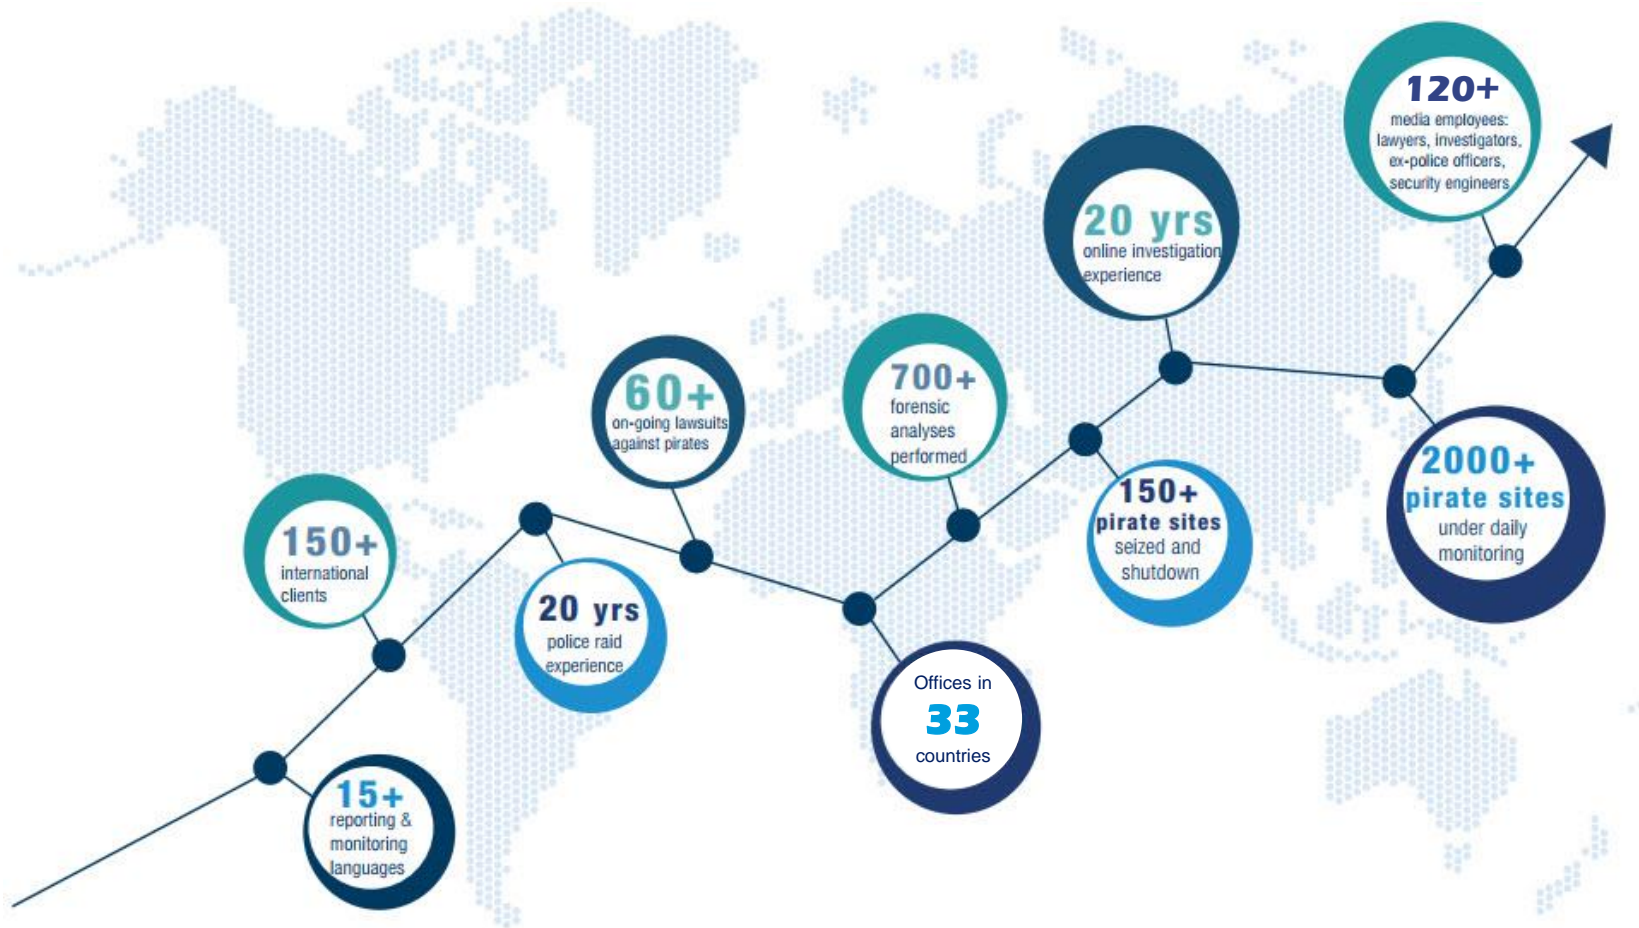 15+
reporting &
monitoring
languages
150+
international
clients
20 yrs
police raid
experience
60+
on-going lawsuits
against pirates
Offices in
33
countries
700+
forensic
analyses
performed
150+
pirate sites
seized and
shutdown
20 yrs
online investigation
experience
2000+
pirate sites
under daily
monitoring
120+
media employees:
lawyers, investigators,
ex-police officers,
security engineers